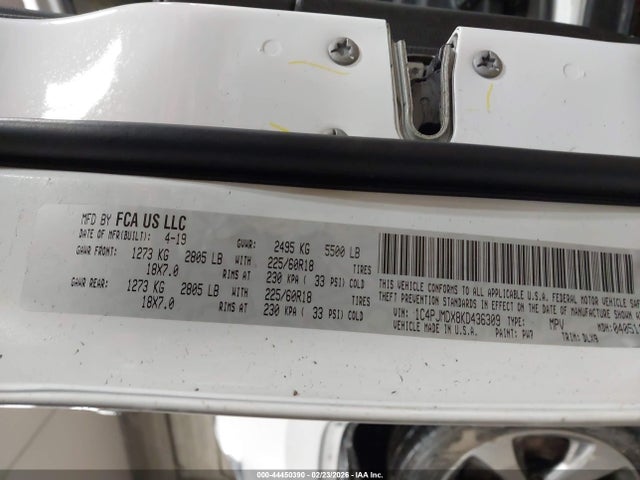 MFD BY FCA US LLC
DATE OF MFR(BUILT): 4-19 GVWR: 2495 KG 5500 LB
GAWR FRONT: 1273 KG 2805 LB WITH 225/60R18 TIRES
18X7.0 RIMS AT 230 KPA ( 33 PSI) COLD
GAWR REAR: 1273 KG 2805 LB WITH 225/60R18 TIRES
18X7.0 RIMS AT 230 KPA ( 33 PSI) COLD
THIS VEHICLE CONFORMS TO ALL APPLICABLE U.S.A. FEDERAL MOTOR VEHICLE
THEFT PREVENTION STANDARDS IN EFFECT ON THE DATE OF MANUFACTURE SHOWN
VIN: 1C4PJMDX8KD436309 TYPE: MPV MDH:
VEHICLE MADE IN U.S.A. PAINT: PW7 TRIM:
000-44450390 - 02/23/2026 - IAA Inc.